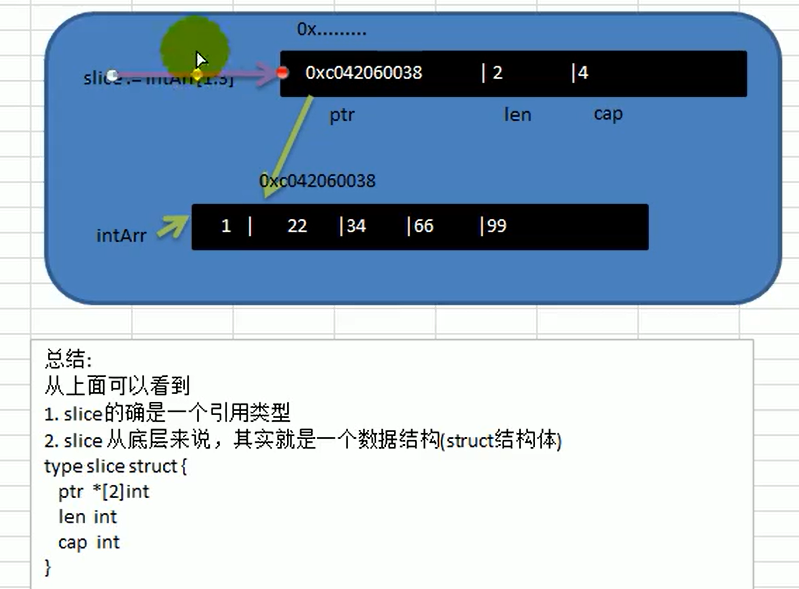 0x.........
slice := intArr[1:3]
0xc042060038 | 2 |4
ptr len cap
0xc042060038
intArr
1 | 22 |34 |66 |99
总结:
从上面可以看到
1. slice的确是一个引用类型
2. slice 从底层来说，其实就是一个数据结构(struct结构体)
type slice struct {
ptr *[2]int
len int
cap int
}